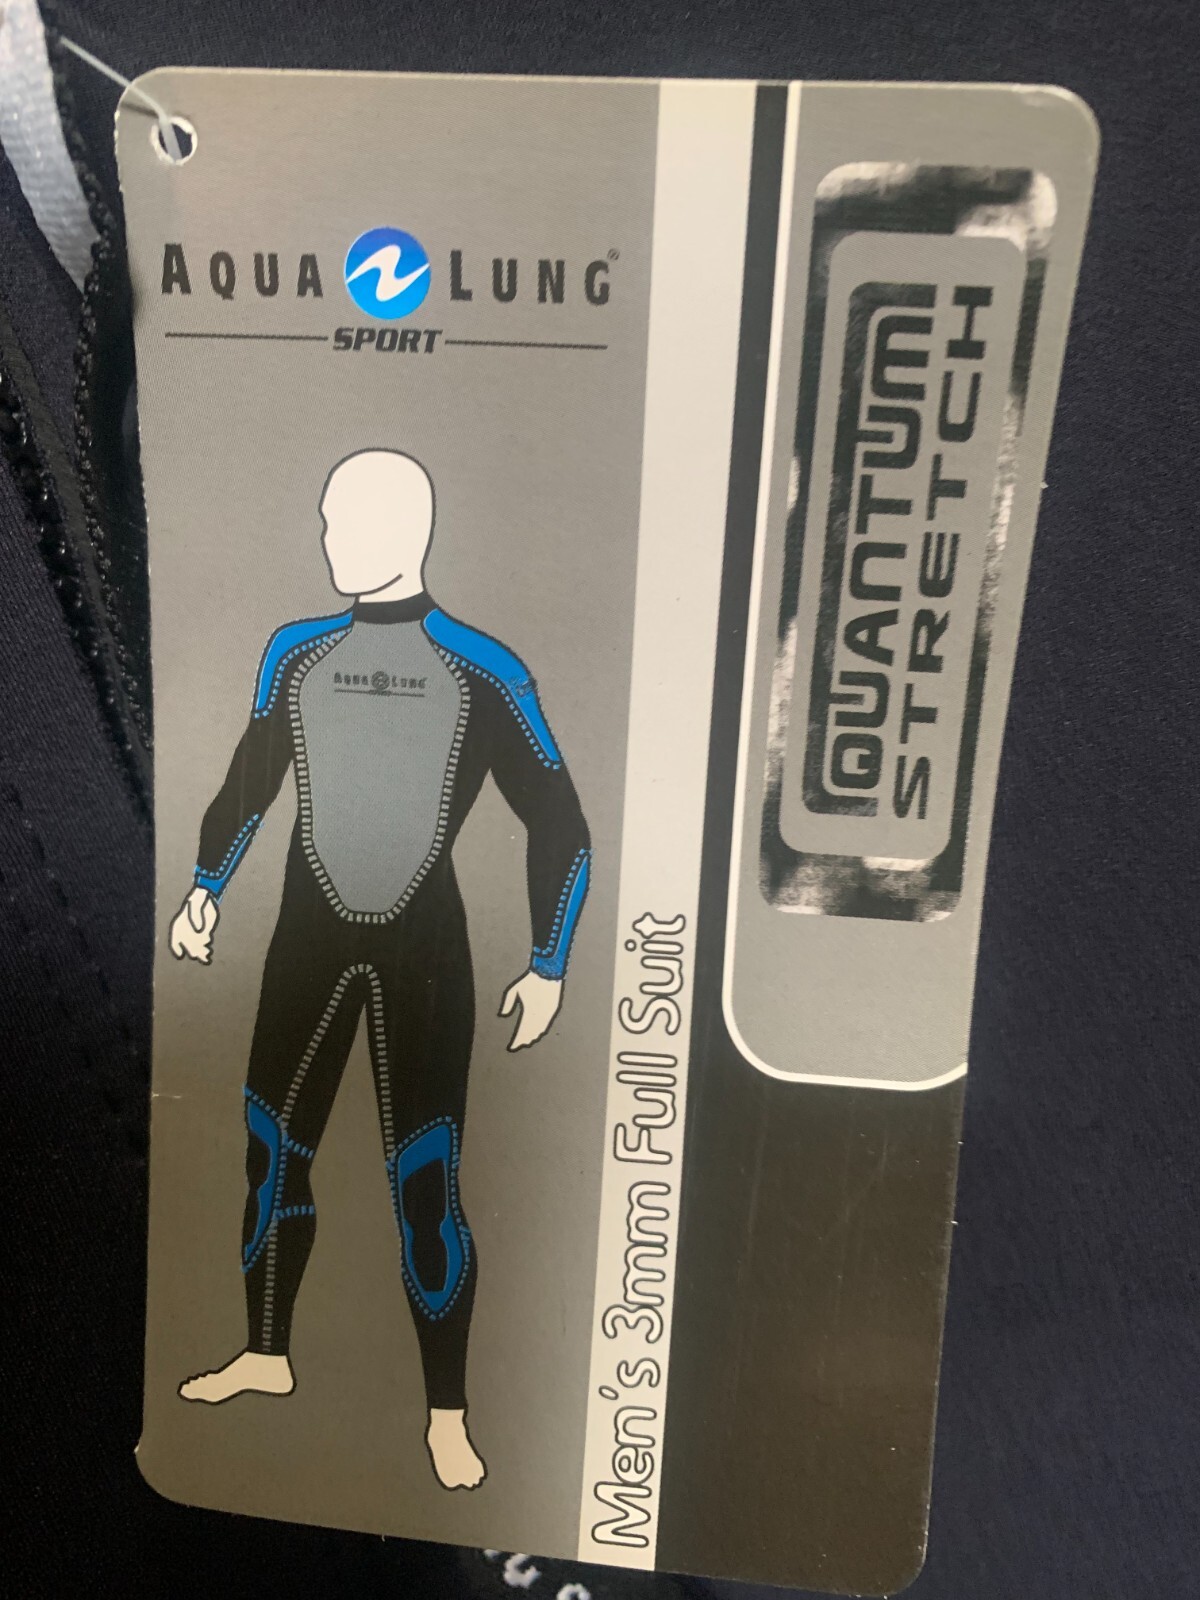 AQUA LUNG®
SPORT
AQUA LUNG
Men's 3mm Full Suit
QUANTUM
STRETCH